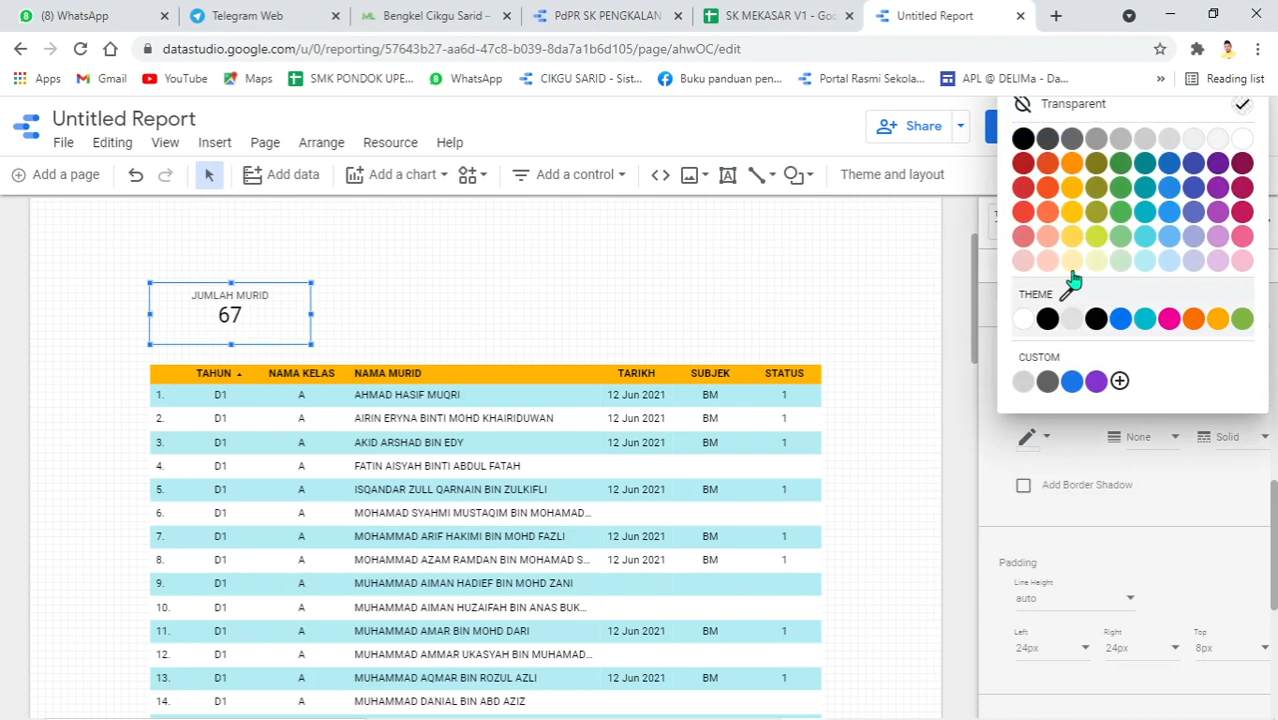 (8) WhatsApp
Telegram Web
Bengkel Cikgu Sarid –
PdPR SK PENGKALAN
SK MEKASAR V1 - Goo
Untitled Report
datastudio.google.com/u/0/reporting/57643b27-aa6d-47c8-b039-8da7a1b6d105/page/ahwOC/edit
Apps
Gmail
YouTube
Maps
SMK PONDOK UPE...
WhatsApp
CIKGU SARID - Sist...
Buku panduan pen...
Portal Rasmi Sekola...
APL @ DELIMa - Da...
»
Reading list
Untitled Report
File Edit View Insert Page Arrange Resource Help
Share
Add a page
Add data
Add a chart
Add a control
Theme and layout
Transparent
THEME
CUSTOM
JUMLAH MURID
67
TAHUN NAMA KELAS NAMA MURID TARIKH SUBJEK STATUS
1. D1 A AHMAD HASIF MUQRI 12 Jun 2021 BM 1
2. D1 A AIRIN ERYNA BINTI MOHD KHAIRIDUWAN 12 Jun 2021 BM 1
3. D1 A AKID ARSHAD BIN EDY 12 Jun 2021 BM 1
4. D1 A FATIN AISYAH BINTI ABDUL FATAH
5. D1 A ISQANDAR ZULL QARNAIN BIN ZULKIFLI 12 Jun 2021 BM 1
6. D1 A MOHAMAD SYAHMI MUSTAQIM BIN MOHAMAD...
7. D1 A MOHAMMAD ARIF HAKIMI BIN MOHD FAZLI 12 Jun 2021 BM 1
8. D1 A MOHAMMAD AZAM RAMDAN BIN MOHAMAD S... 12 Jun 2021 BM 1
9. D1 A MUHAMMAD AIMAN HADIEF BIN MOHD ZANI
10. D1 A MUHAMMAD AIMAN HUZAIFAH BIN ANAS BUK...
11. D1 A MUHAMMAD AMAR BIN MOHD DARI 12 Jun 2021 BM 1
12. D1 A MUHAMMAD AMMAR UKASYAH BIN MUHAMAD...
13. D1 A MUHAMMAD AQMAR BIN ROZUL AZLI 12 Jun 2021 BM 1
14. D1 A MUHAMMAD DANIAL BIN ABD AZIZ
None
Solid
Add Border Shadow
Padding
Line Height
auto
Left Right Top
24px 24px 8px